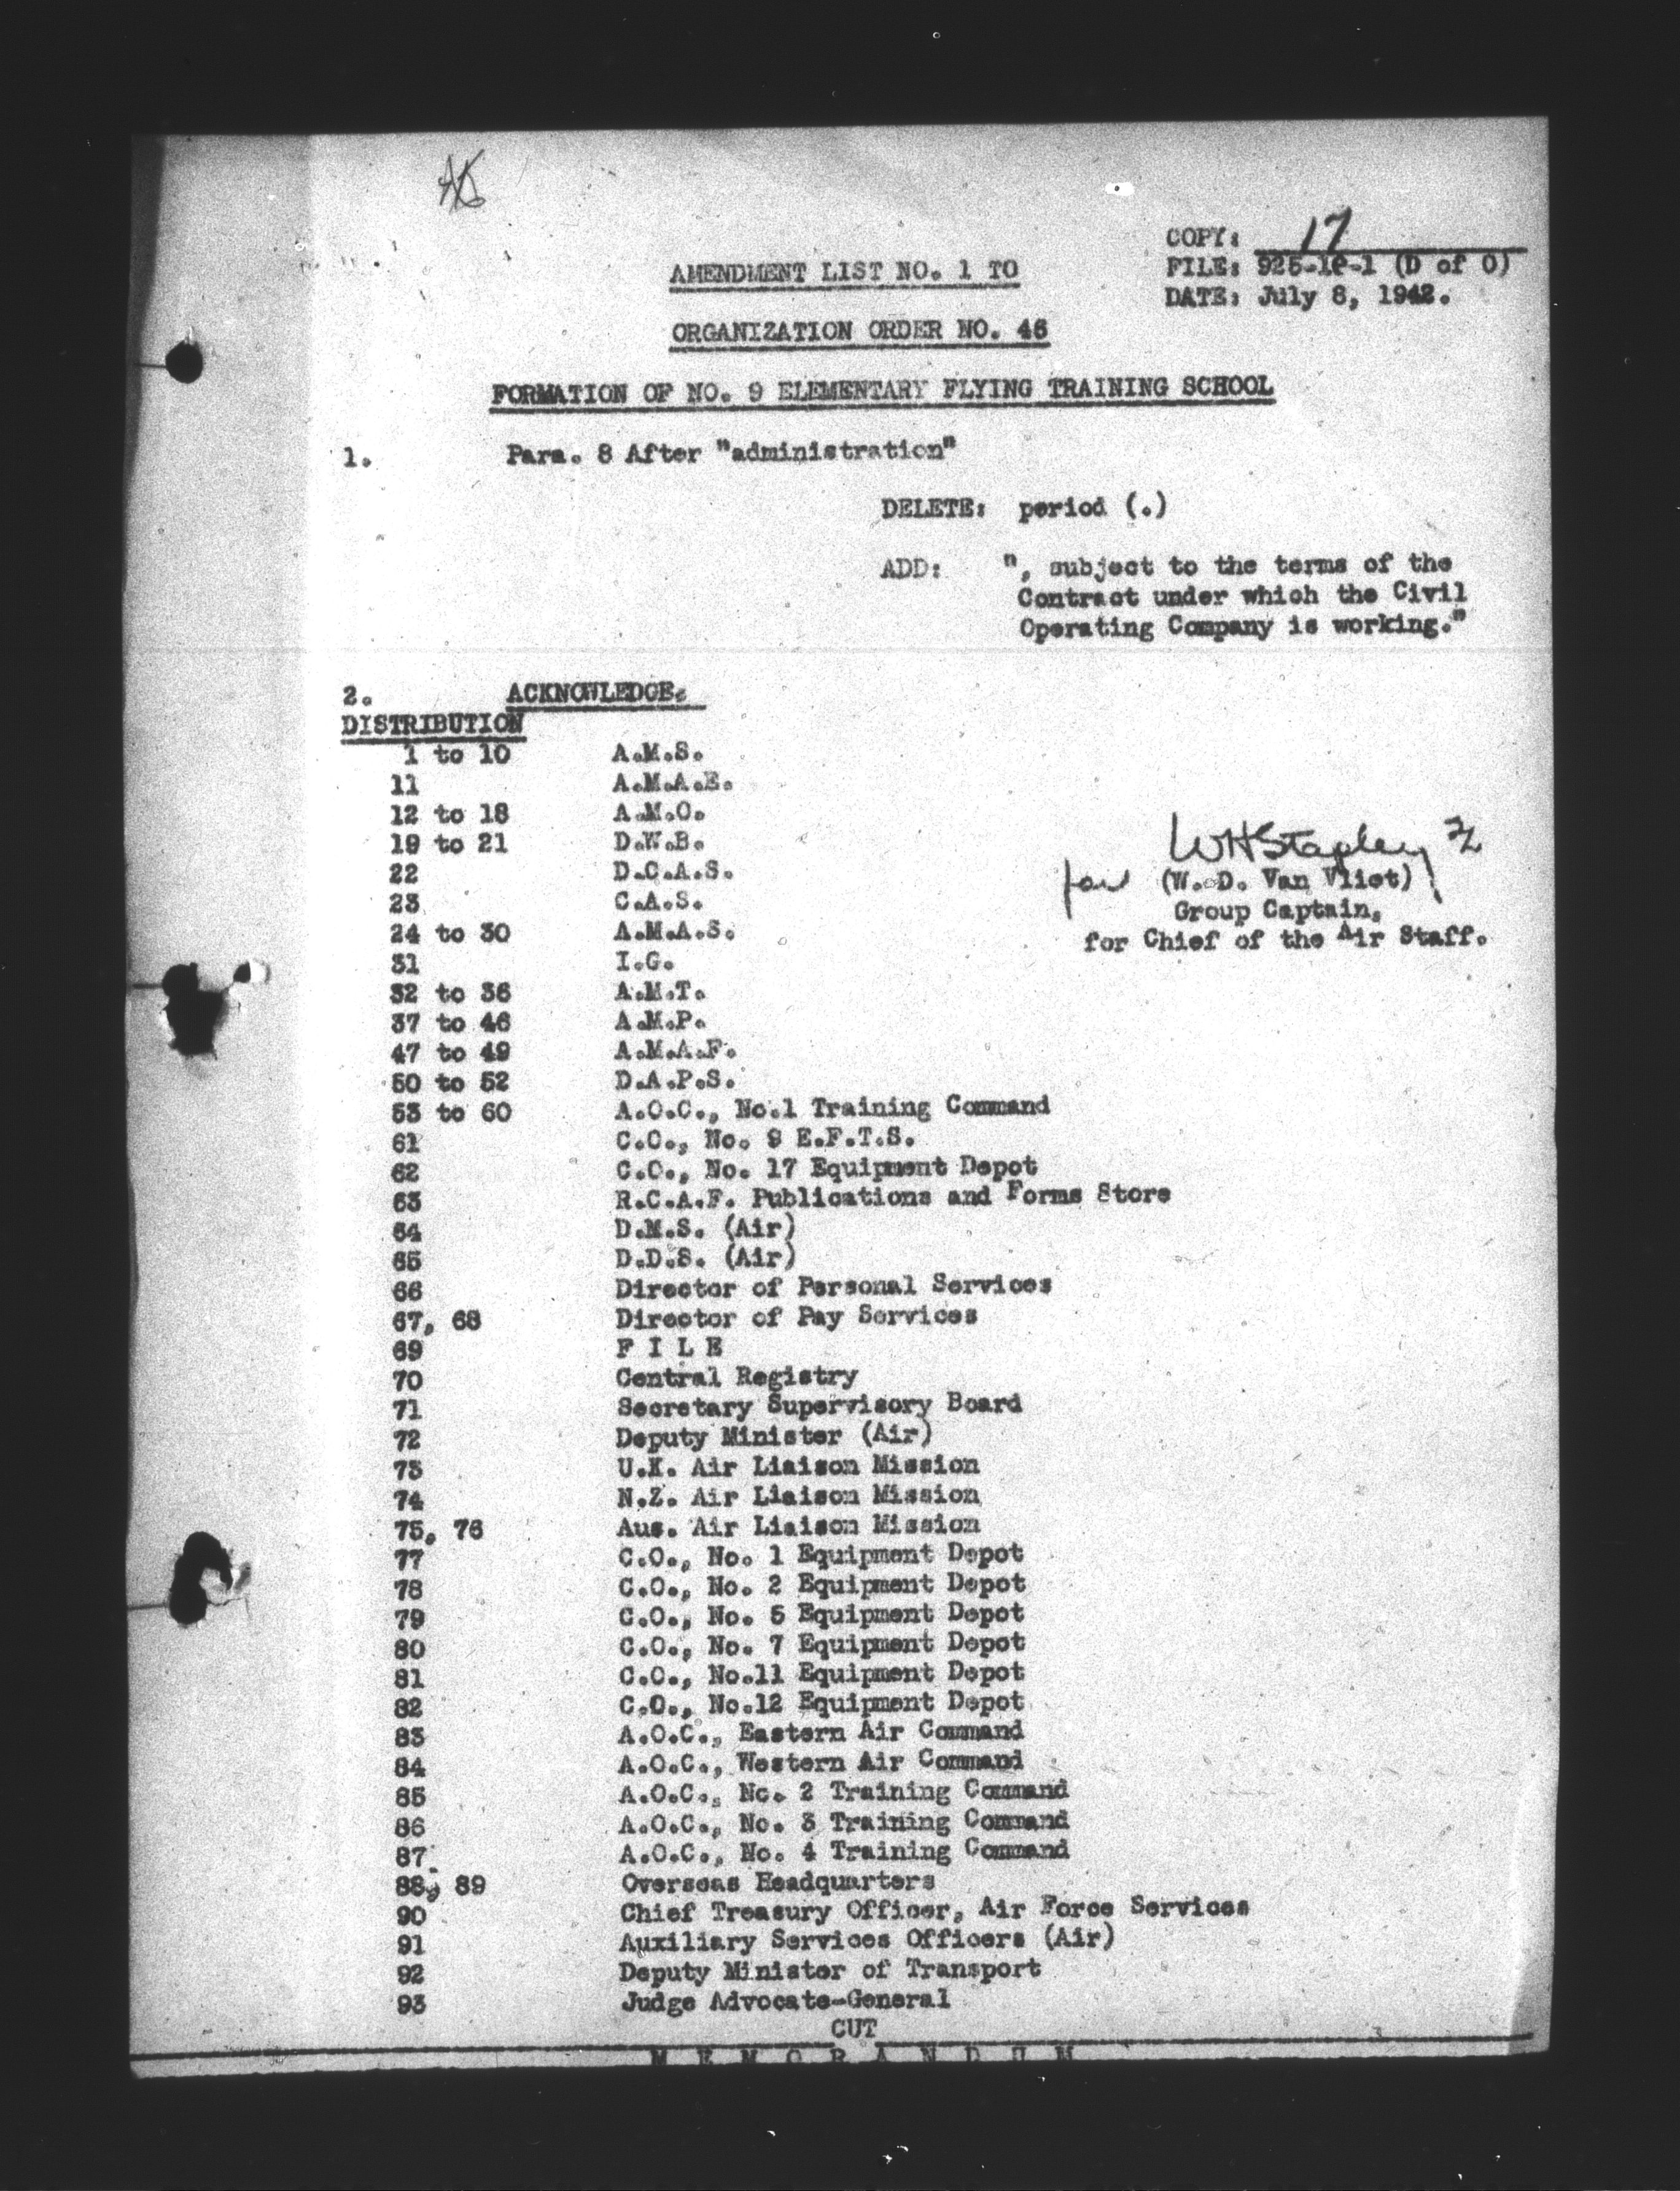 COPY: 17
AMENDMENT LIST NO. 1 TO
FILE: 925-1e-1 (D of O)
DATE: July 8, 1942.
ORGANIZATION ORDER NO. 46
FORMATION OF NO. 9 ELEMENTARY FLYING TRAINING SCHOOL
1. Para. 8 After "administration"
DELETE: period (.)
ADD: ", subject to the terms of the
Contract under which the Civil
Operating Company is working."
2. ACKNOWLEDGE.
DISTRIBUTION
1 to 10 A.M.S.
11 A.M.A.E.
12 to 18 A.M.O.
19 to 21 D.W.B.
22 D.C.A.S.
23 C.A.S.
24 to 30 A.M.A.S.
31 I.G.
32 to 36 A.M.T.
37 to 46 A.M.P.
47 to 49 A.M.A.F.
50 to 52 D.A.P.S.
53 to 60 A.O.C., No.1 Training Command
61 C.O., No. 9 E.F.T.S.
62 C.O., No. 17 Equipment Depot
63 R.C.A.F. Publications and Forms Store
64 D.M.S. (Air)
65 D.D.S. (Air)
66 Director of Personal Services
67, 68 Director of Pay Services
69 F I L E
70 Central Registry
71 Secretary Supervisory Board
72 Deputy Minister (Air)
73 U.K. Air Liaison Mission
74 N.Z. Air Liaison Mission
75, 76 Aus. Air Liaison Mission
77 C.O., No. 1 Equipment Depot
78 C.O., No. 2 Equipment Depot
79 C.O., No. 5 Equipment Depot
80 C.O., No. 7 Equipment Depot
81 C.O., No.11 Equipment Depot
82 C.O., No.12 Equipment Depot
83 A.O.C., Eastern Air Command
84 A.O.C., Western Air Command
85 A.O.C., No. 2 Training Command
86 A.O.C., No. 3 Training Command
87 A.O.C., No. 4 Training Command
88, 89 Overseas Headquarters
90 Chief Treasury Officer, Air Force Services
91 Auxiliary Services Officers (Air)
92 Deputy Minister of Transport
93 Judge Advocate-General
WHStapley
for (W. D. Van Vliet)
Group Captain,
for Chief of the Air Staff.
CUT
M E M O R A N D U M